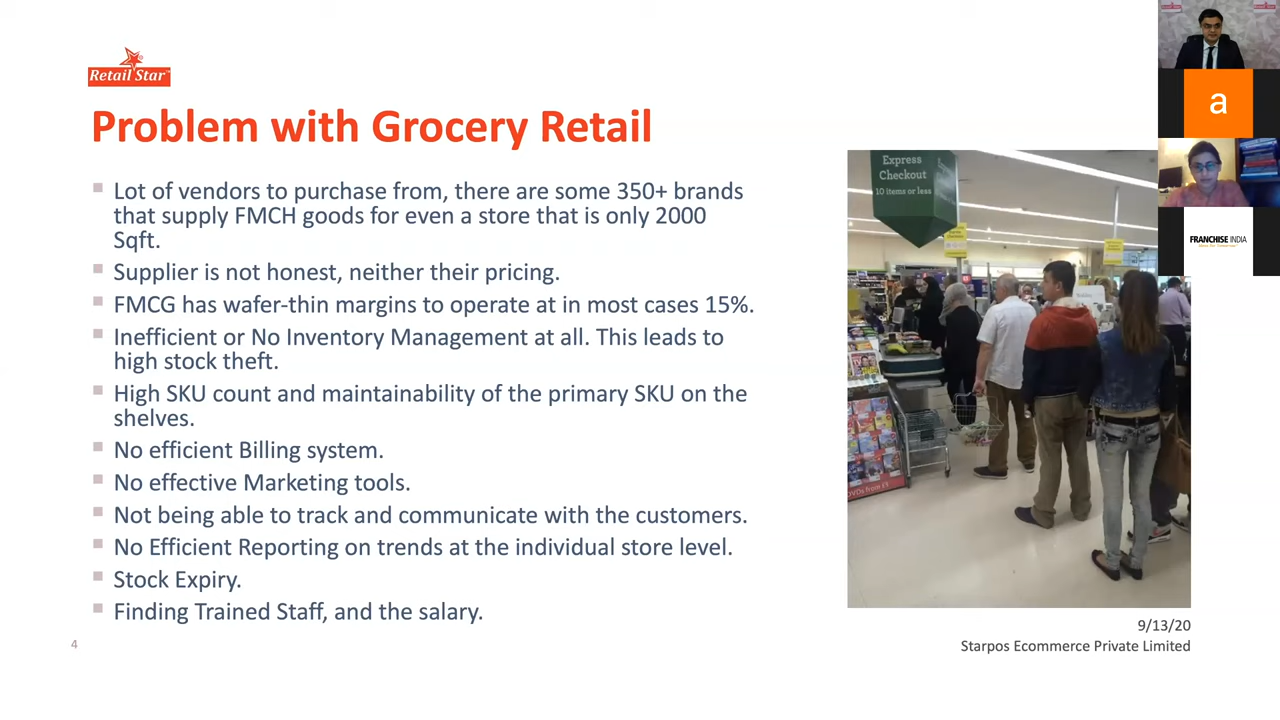 Retail Star
Problem with Grocery Retail
Lot of vendors to purchase from, there are some 350+ brands
that supply FMCH goods for even a store that is only 2000
Sqft.
Supplier is not honest, neither their pricing.
FMCG has wafer-thin margins to operate at in most cases 15%.
Inefficient or No Inventory Management at all. This leads to
high stock theft.
High SKU count and maintainability of the primary SKU on the
shelves.
No efficient Billing system.
No effective Marketing tools.
Not being able to track and communicate with the customers.
No Efficient Reporting on trends at the individual store level.
Stock Expiry.
Finding Trained Staff, and the salary.
4
Express
Checkout
10 items or less
DVDs from £3
9/13/20
Starpos Ecommerce Private Limited
a
FRANCHISE INDIA